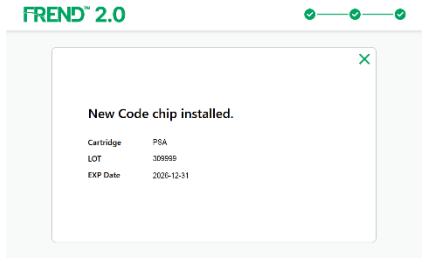 FREND™ 2.0
New Code chip installed.
Cartridge PSA
LOT 309999
EXP Date 2026-12-31